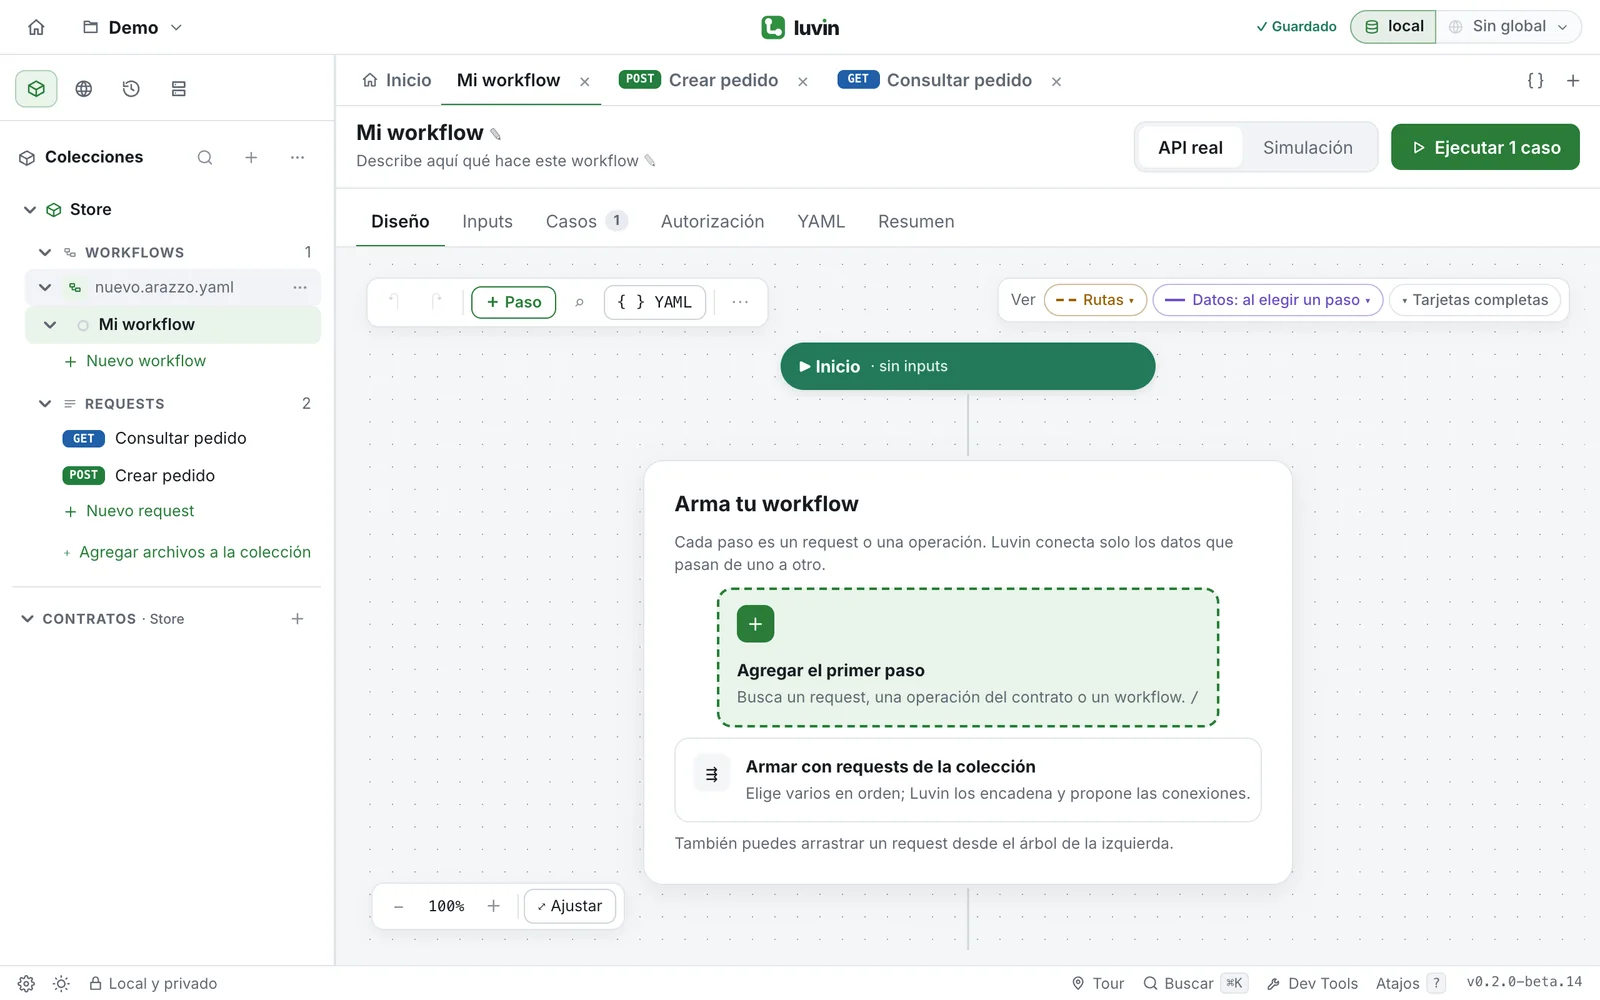 Demo
luvin
Guardado
local
Sin global
Inicio
Mi workflow
POST Crear pedido
GET Consultar pedido
{ }
Colecciones
Mi workflow
Describe aquí qué hace este workflow
API real
Simulación
Ejecutar 1 caso
Store
WORKFLOWS 1
nuevo.arazzo.yaml
Mi workflow
+ Nuevo workflow
REQUESTS 2
GET Consultar pedido
POST Crear pedido
+ Nuevo request
+ Agregar archivos a la colección
CONTRATOS · Store
Diseño
Inputs
Casos 1
Autorización
YAML
Resumen
+ Paso
{ } YAML
Ver
Rutas
Datos: al elegir un paso
Tarjetas completas
Inicio · sin inputs
Arma tu workflow
Cada paso es un request o una operación. Luvin conecta solo los datos que
pasan de uno a otro.
Agregar el primer paso
Busca un request, una operación del contrato o un workflow. /
Armar con requests de la colección
Elige varios en orden; Luvin los encadena y propone las conexiones.
También puedes arrastrar un request desde el árbol de la izquierda.
− 100% +
Ajustar
Local y privado
Tour
Buscar ⌘K
Dev Tools
Atajos ?
v0.2.0-beta.14